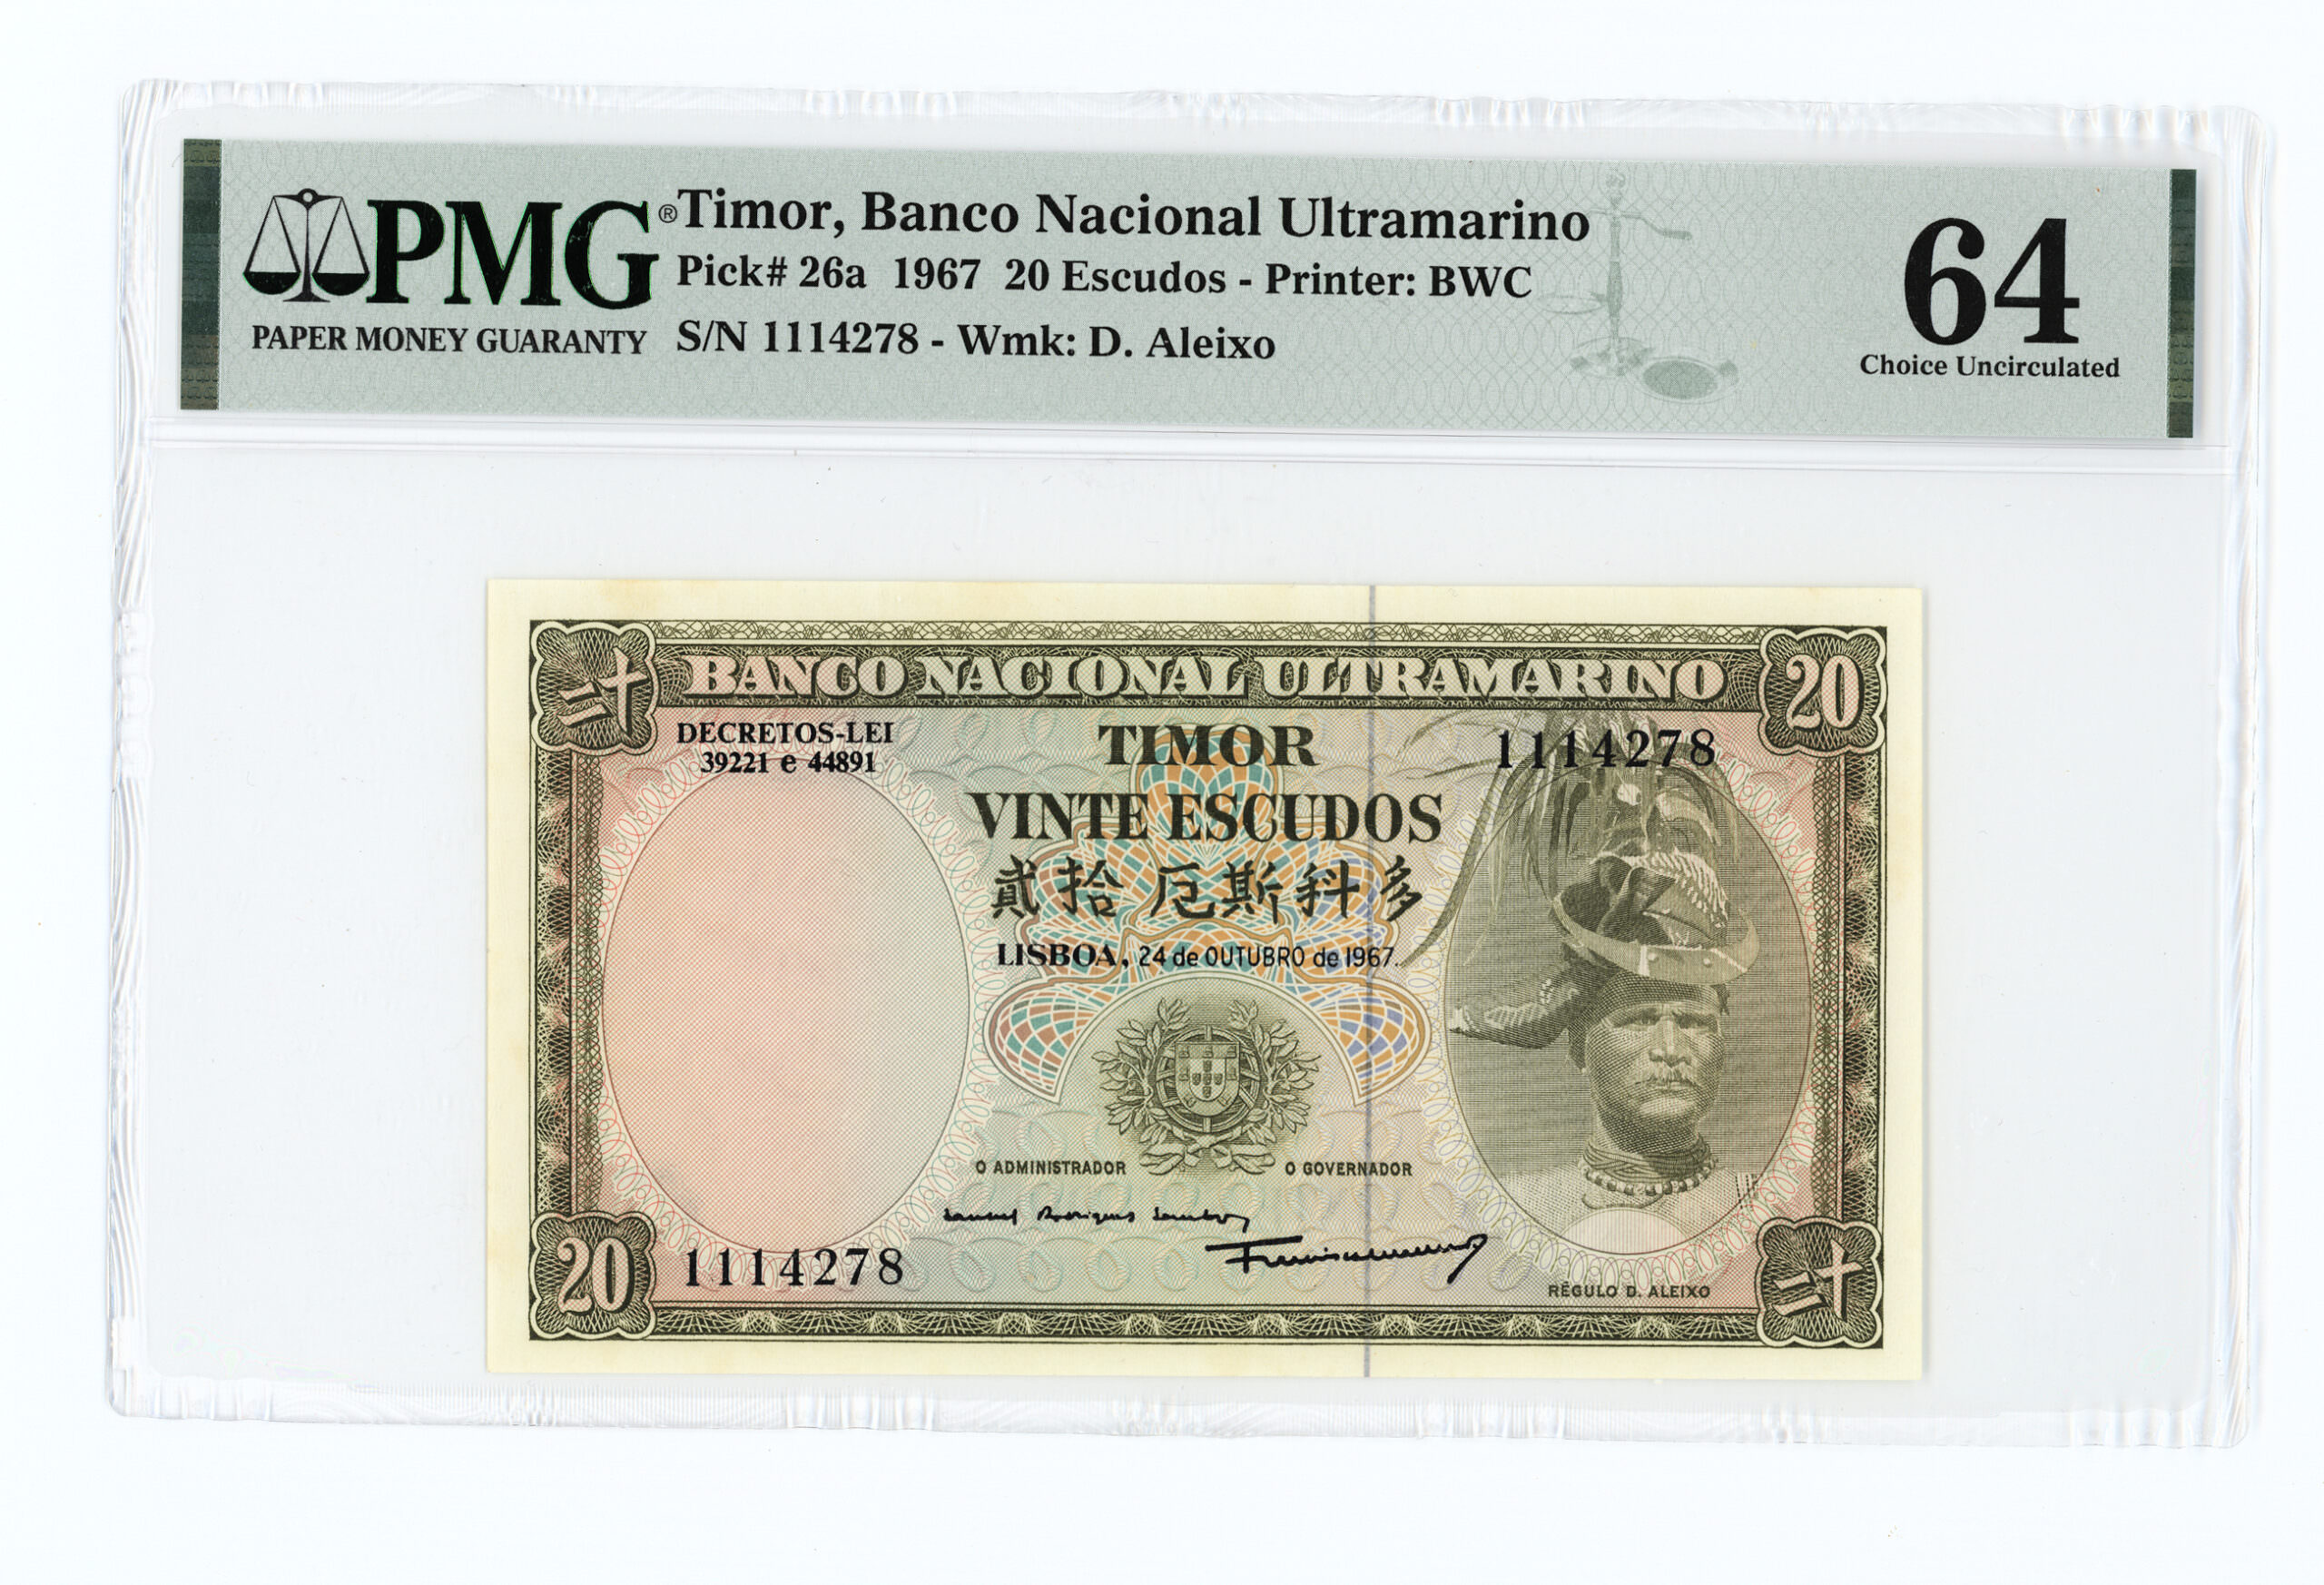 PMG® Timor, Banco Nacional Ultramarino
Pick# 26a 1967 20 Escudos - Printer: BWC
PAPER MONEY GUARANTY
S/N 1114278 - Wmk: D. Aleixo
64
Choice Uncirculated
二十
BANCO NACIONAL ULTRAMARINO
20
DECRETOS-LEI
39221 e 44891
TIMOR
1114278
VINTE ESCUDOS
貳拾厄斯科多
LISBOA, 24 de OUTUBRO de 1967.
O ADMINISTRADOR
O GOVERNADOR
20
1114278
RÉGULO D. ALEIXO
二十